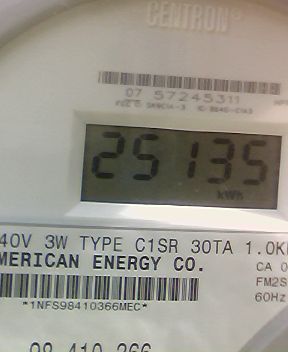 CENTRON®
07 57245311
25135
kWh
40V 3W TYPE C1SR 30TA 1.0K
MERICAN ENERGY CO.
CA 0
FM2S
60Hz
*1NFS98410366MEC*